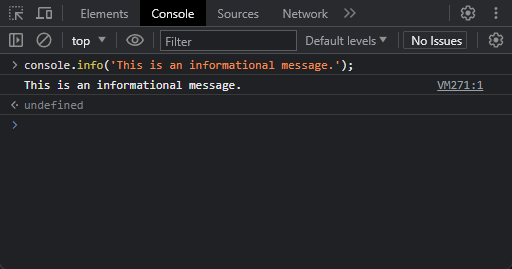 Elements Console Sources Network
top Filter Default levels No Issues
console.info('This is an informational message.');
This is an informational message. VM271:1
undefined